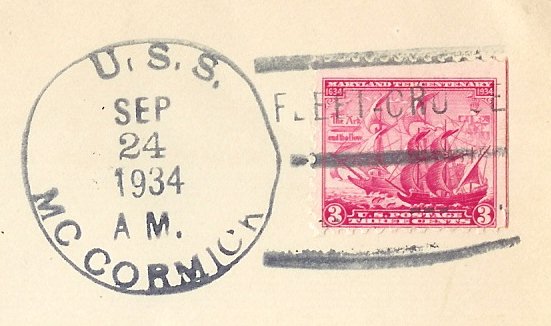 U.S.S.
SEP
24
1934
A M.
MC CORMICK
FLEET CRU
MARYLAND TERCENTENARY
1634 1934
The Ark
and the Dove
3 U.S. POSTAGE 3
THREE CENTS